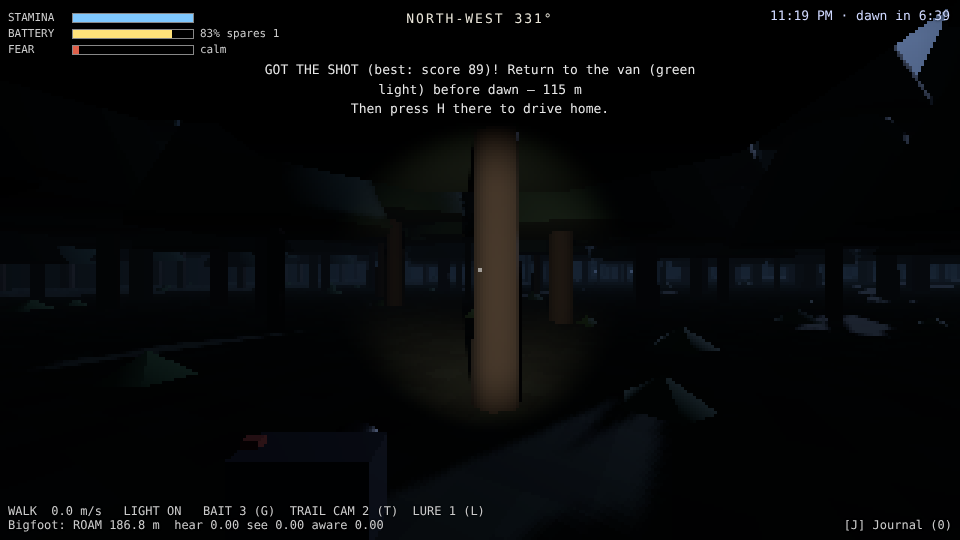 STAMINA
BATTERY 83% spares 1
FEAR calm
NORTH-WEST 331°
11:19 PM · dawn in 6:39
GOT THE SHOT (best: score 89)! Return to the van (green
light) before dawn — 115 m
Then press H there to drive home.
WALK 0.0 m/s LIGHT ON BAIT 3 (G) TRAIL CAM 2 (T) LURE 1 (L)
Bigfoot: ROAM 186.8 m hear 0.00 see 0.00 aware 0.00
[J] Journal (0)